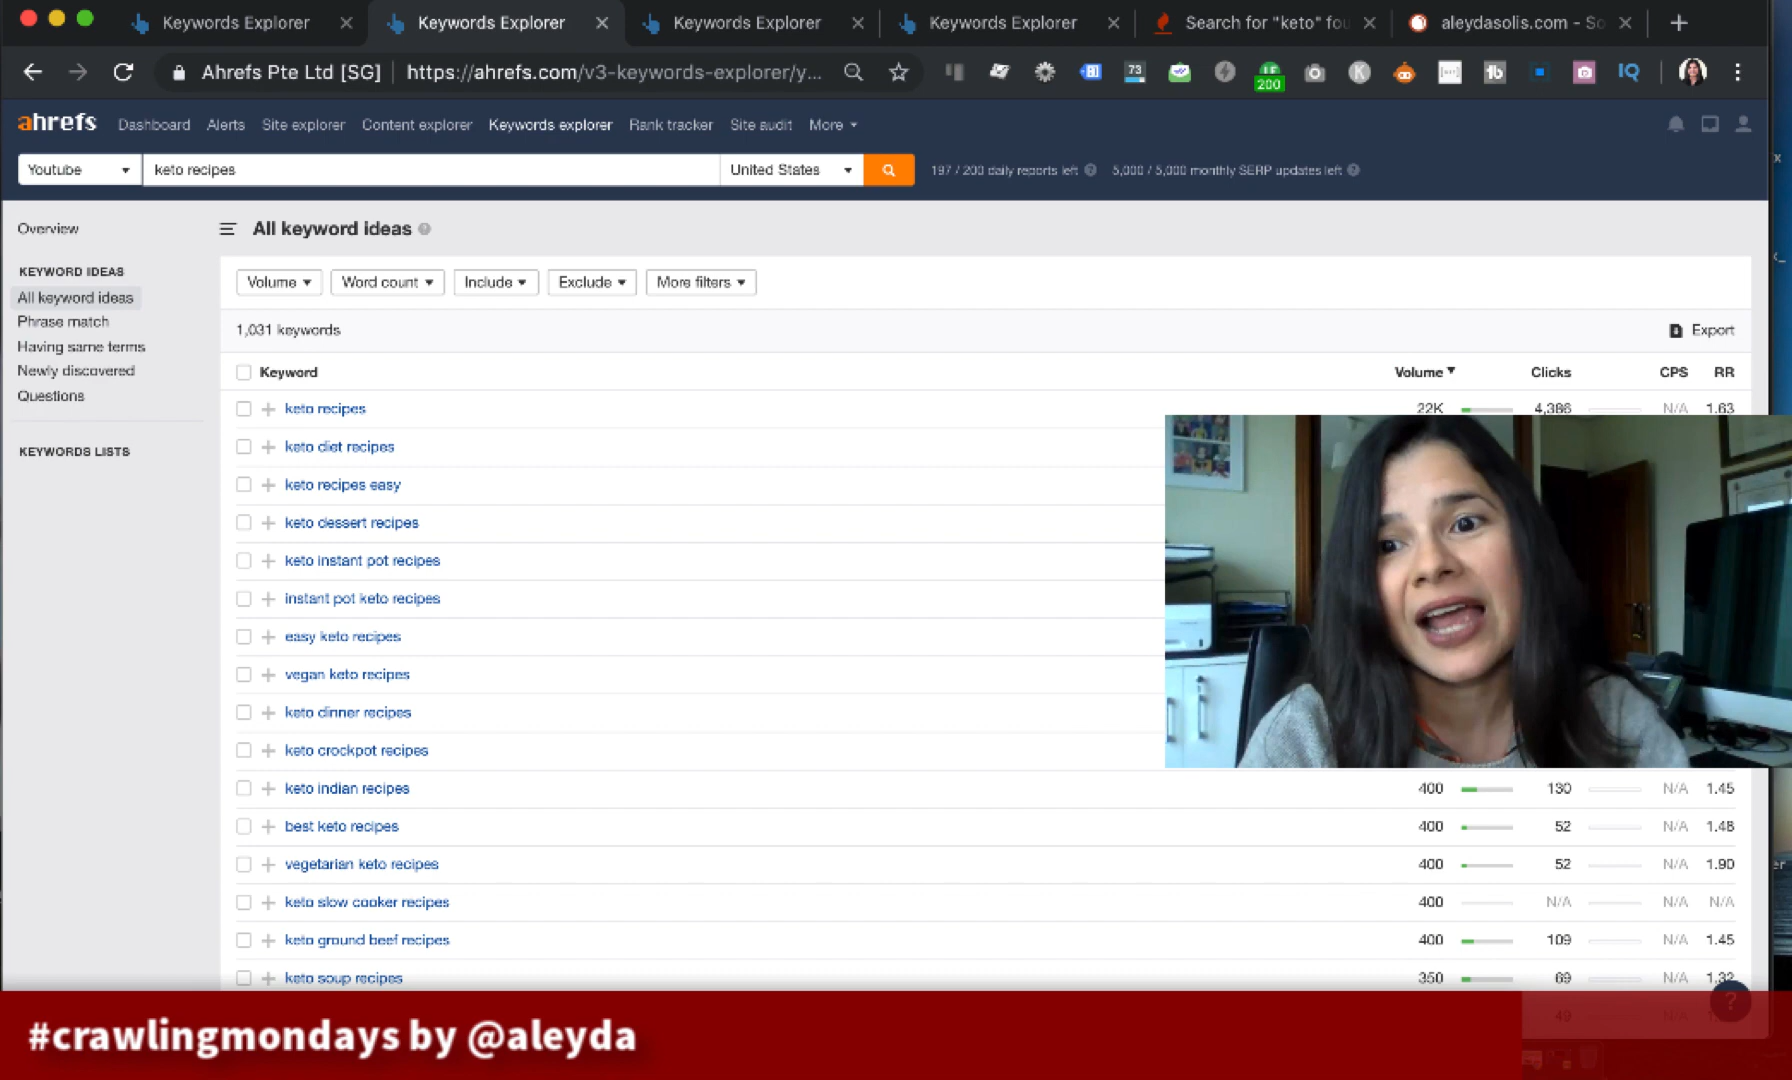 Keywords Explorer
Keywords Explorer
Keywords Explorer
Keywords Explorer
Search for "keto" fou
aleydasolis.com - So
Ahrefs Pte Ltd [SG] https://ahrefs.com/v3-keywords-explorer/y...
73
200
ahrefs Dashboard Alerts Site explorer Content explorer Keywords explorer Rank tracker Site audit More
Youtube keto recipes United States 197 / 200 daily reports left 5,000 / 5,000 monthly SERP updates left
Overview
KEYWORD IDEAS
All keyword ideas
Phrase match
Having same terms
Newly discovered
Questions
KEYWORDS LISTS
All keyword ideas
Volume Word count Include Exclude More filters
1,031 keywords Export
Keyword Volume Clicks CPS RR
keto recipes 22K 4,386 N/A 1.63
keto diet recipes
keto recipes easy
keto dessert recipes
keto instant pot recipes
instant pot keto recipes
easy keto recipes
vegan keto recipes
keto dinner recipes
keto crockpot recipes
keto indian recipes 400 130 N/A 1.45
best keto recipes 400 52 N/A 1.48
vegetarian keto recipes 400 52 N/A 1.90
keto slow cooker recipes 400 N/A N/A N/A
keto ground beef recipes 400 109 N/A 1.45
keto soup recipes 350 69 N/A 1.32
49
?
#crawlingmondays by @aleyda